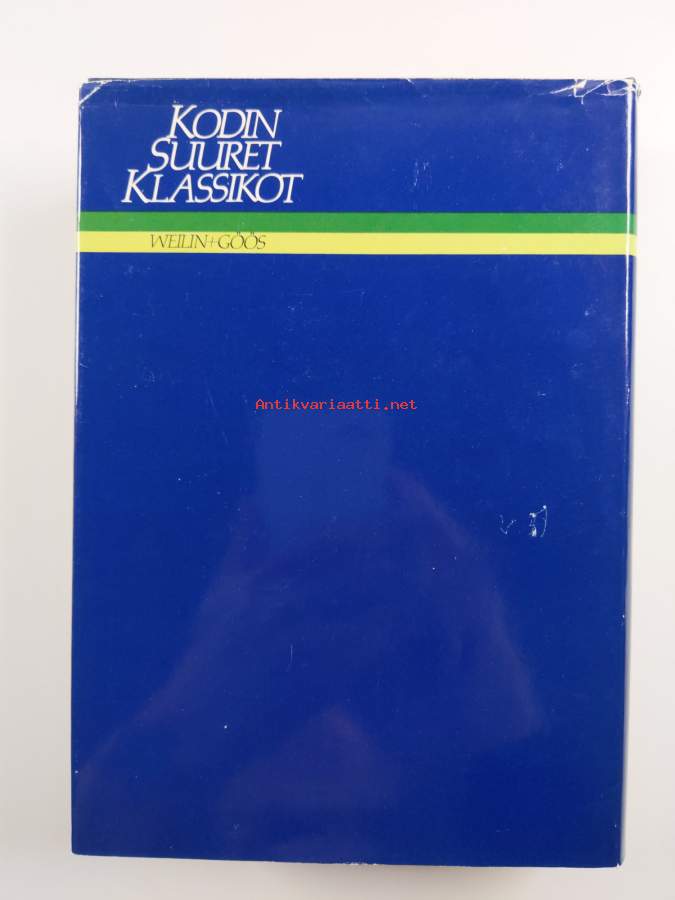 KODIN
SUURET
KLASSIKOT
WEILIN+GÖÖS
Antikvariaatti.net